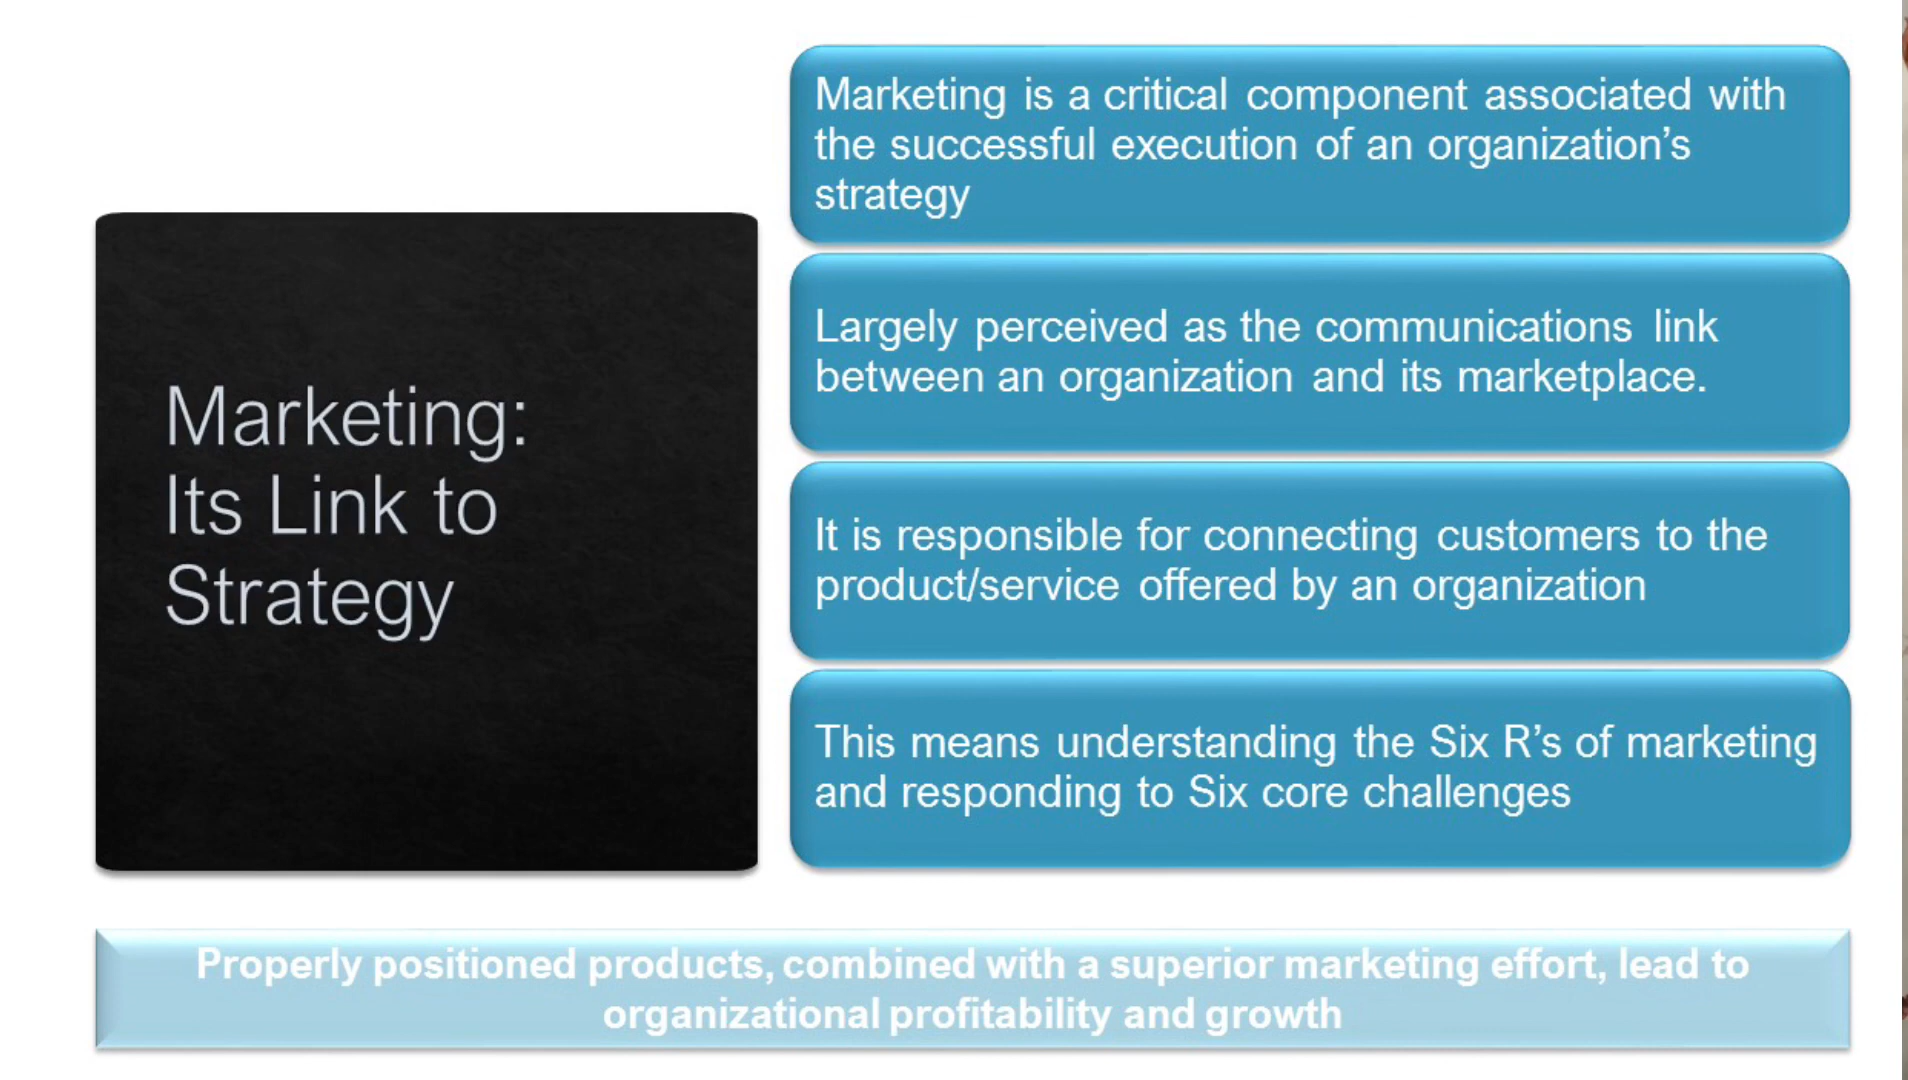 Marketing:
Its Link to
Strategy
Marketing is a critical component associated with
the successful execution of an organization’s
strategy
Largely perceived as the communications link
between an organization and its marketplace.
It is responsible for connecting customers to the
product/service offered by an organization
This means understanding the Six R’s of marketing
and responding to Six core challenges
Properly positioned products, combined with a superior marketing effort, lead to
organizational profitability and growth